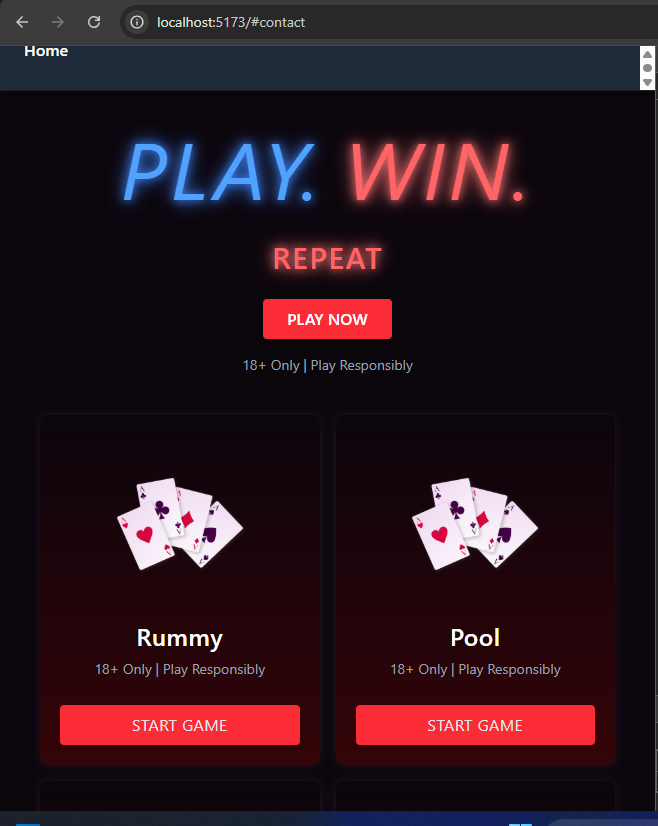 localhost:5173/#contact
Home
PLAY. WIN.
REPEAT
PLAY NOW
18+ Only | Play Responsibly
Rummy
Pool
18+ Only | Play Responsibly
18+ Only | Play Responsibly
START GAME
START GAME